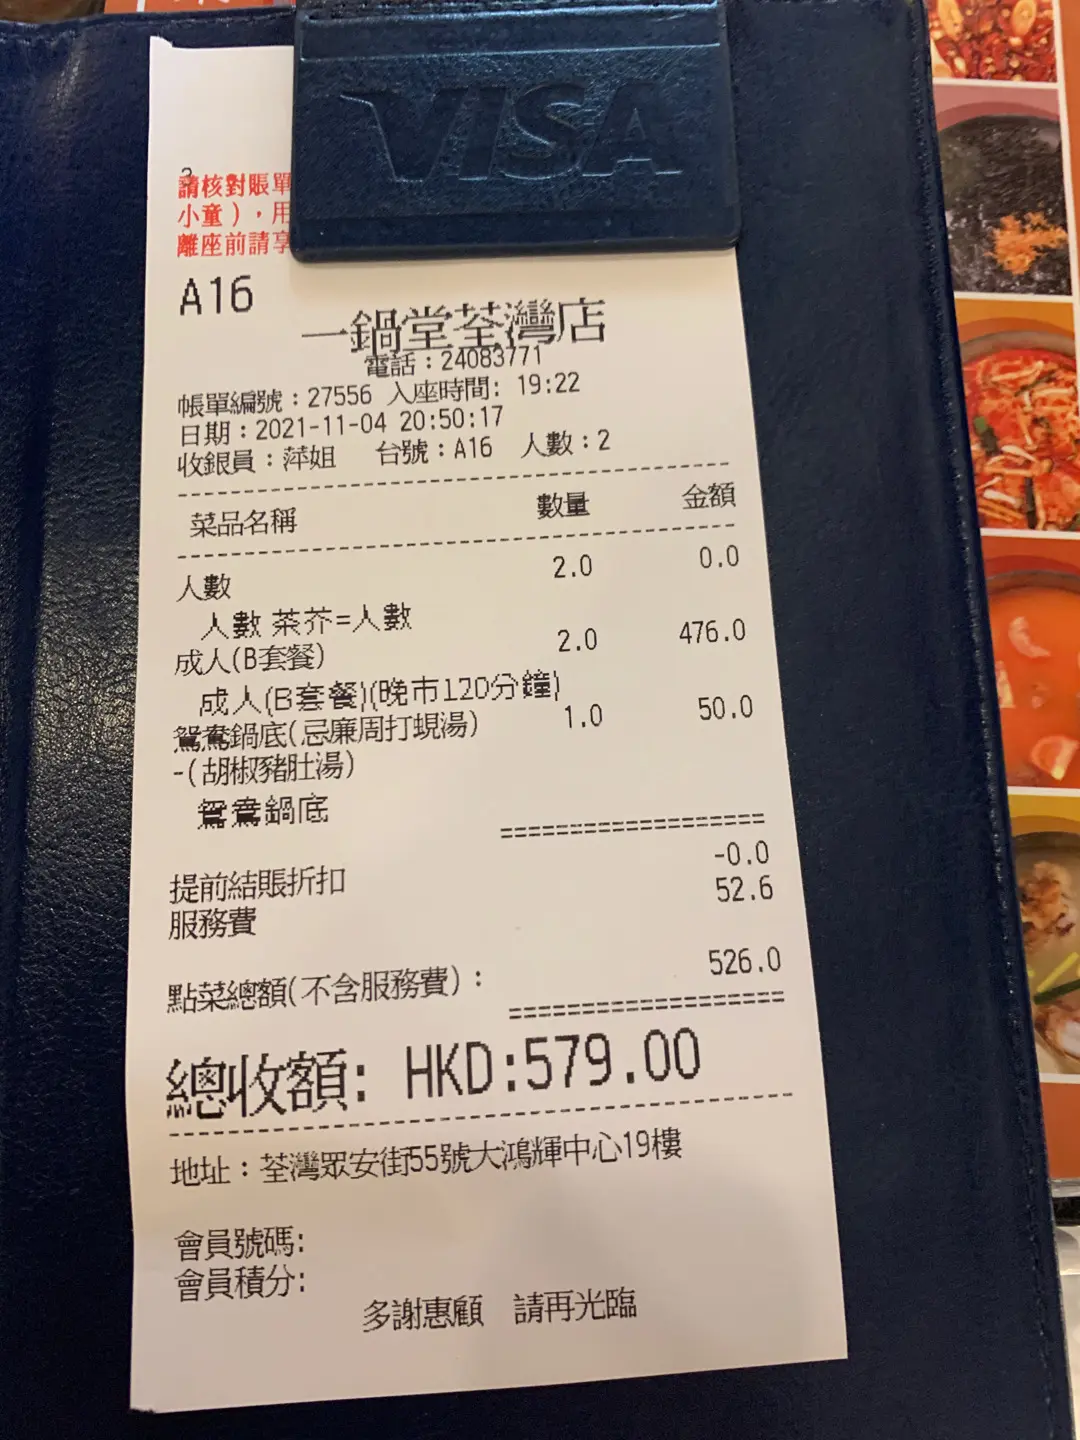 VISA
請核對賬單
小童），用
離座前請享
A16
一鍋堂荃灣店
電話：24083771
帳單編號：27556 入座時間: 19:22
日期：2021-11-04 20:50:17
收銀員：萍姐 台號：A16 人數：2
菜品名稱 數量 金額
人數 2.0 0.0
人數 茶芥=人數
成人(B套餐) 2.0 476.0
成人(B套餐)(晚市120分鐘)
鴛鴦鍋底(忌廉周打蜆湯) 1.0 50.0
-(胡椒豬肚湯)
鴛鴦鍋底
提前結賬折扣 -0.0
服務費 52.6
點菜總額(不含服務費)： 526.0
總收額: HKD:579.00
地址：荃灣眾安街55號大鴻輝中心19樓
會員號碼:
會員積分:
多謝惠顧 請再光臨